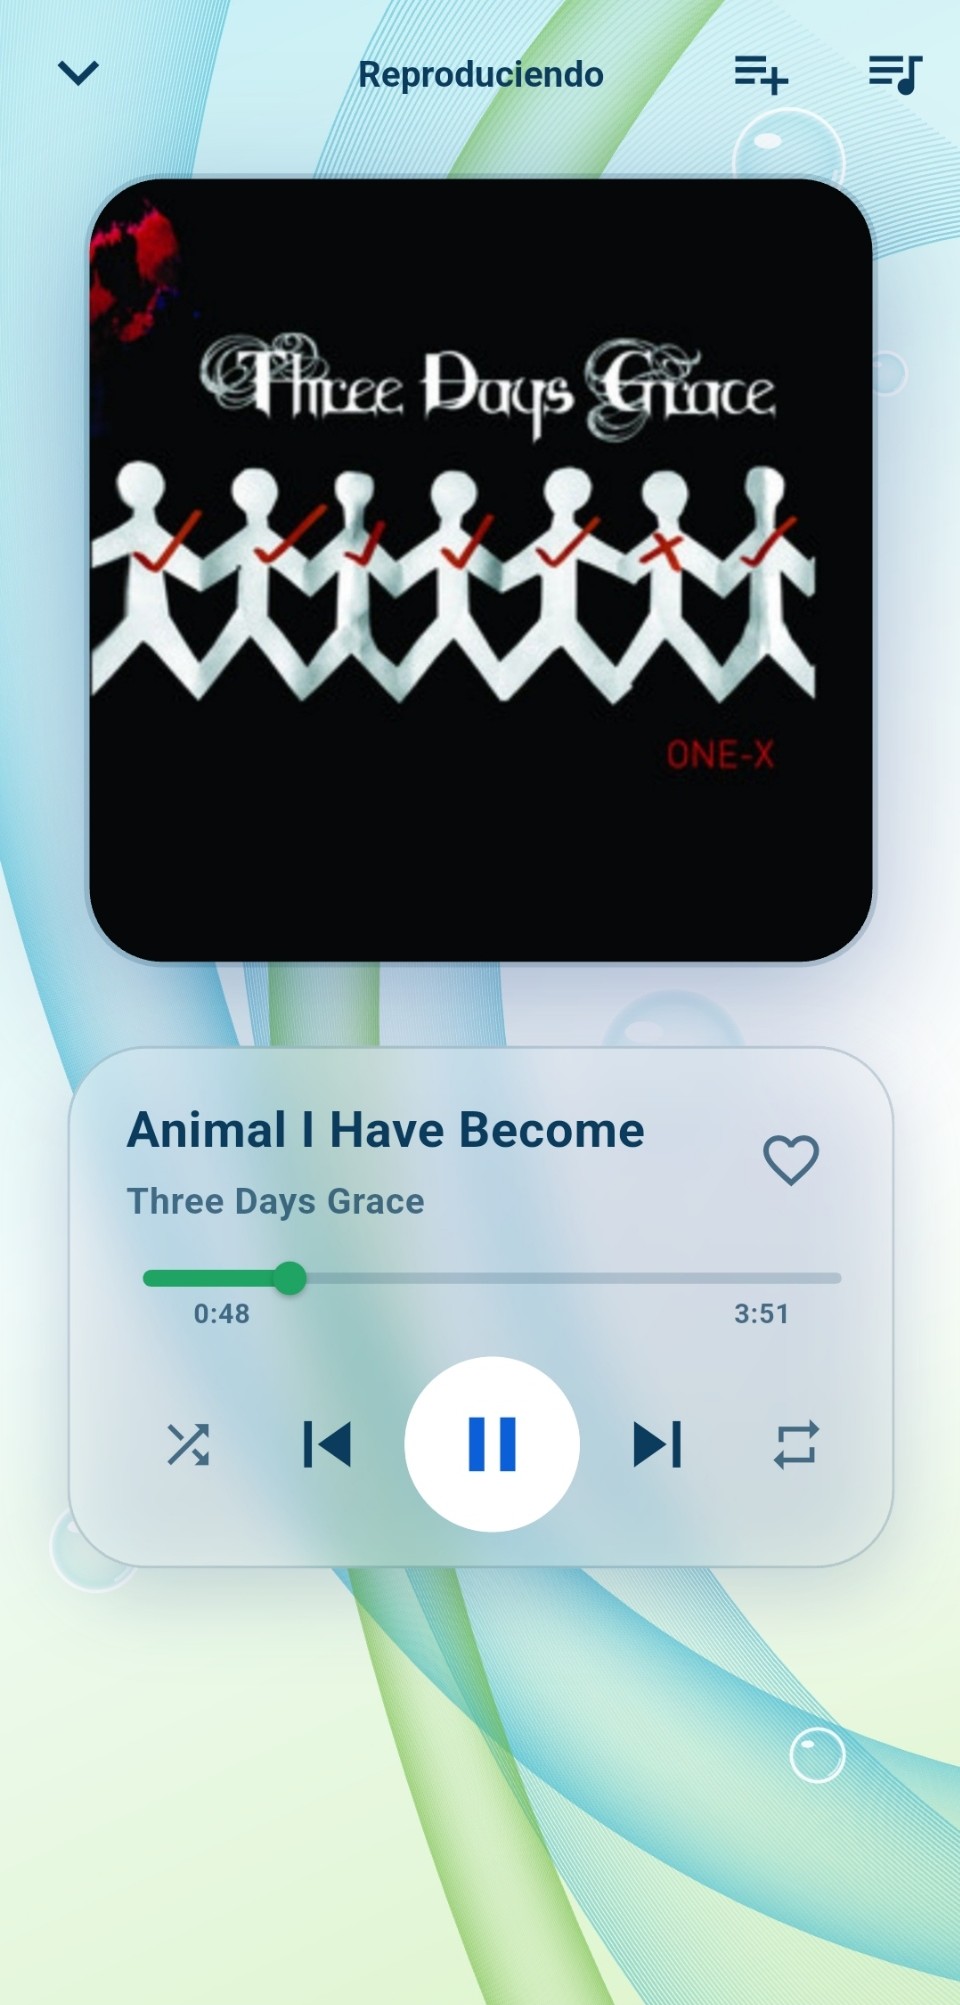 Reproduciendo
Three Days Grace
ONE-X
Animal I Have Become
Three Days Grace
0:48
3:51